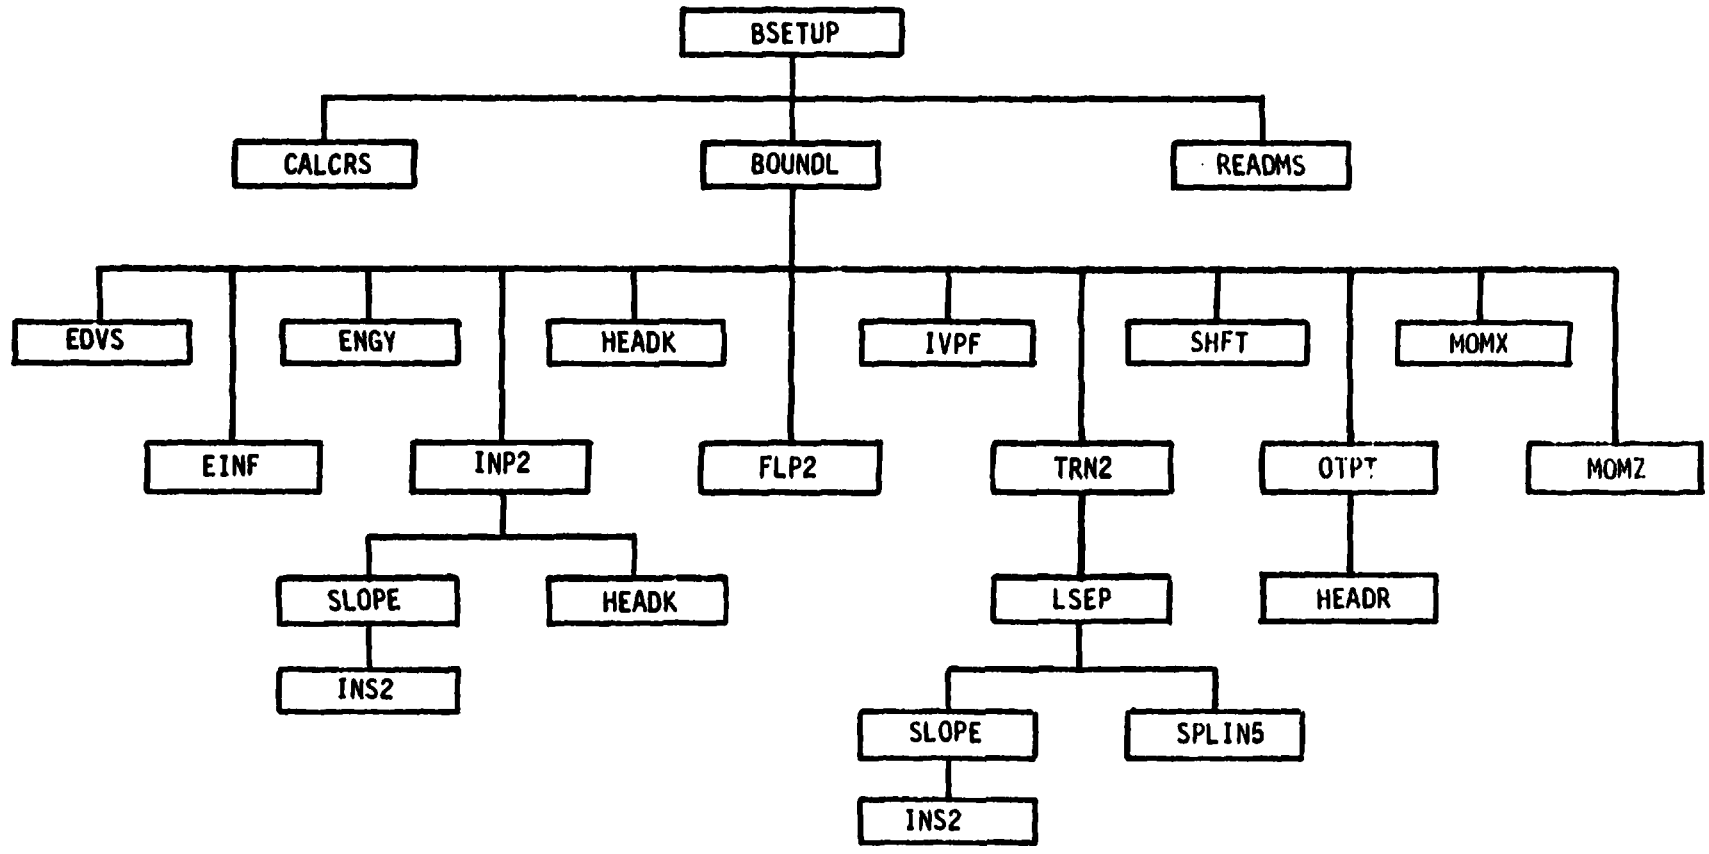 BSETUP
CALCRS
BOUNDL
READMS
EDVS
ENGY
HEADK
IVPF
SHFT
MOMX
EINF
INP2
FLP2
TRN2
OTPT
MOMZ
SLOPE
HEADK
LSEP
HEADR
INS2
SLOPE
SPLIN5
INS2